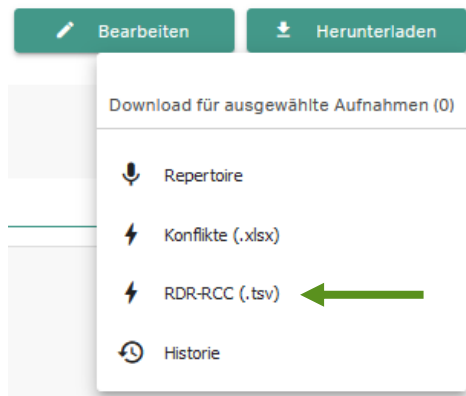 Bearbeiten
Herunterladen
Download für ausgewählte Aufnahmen (0)
Repertoire
Konflikte (.xlsx)
RDR-RCC (.tsv)
Historie